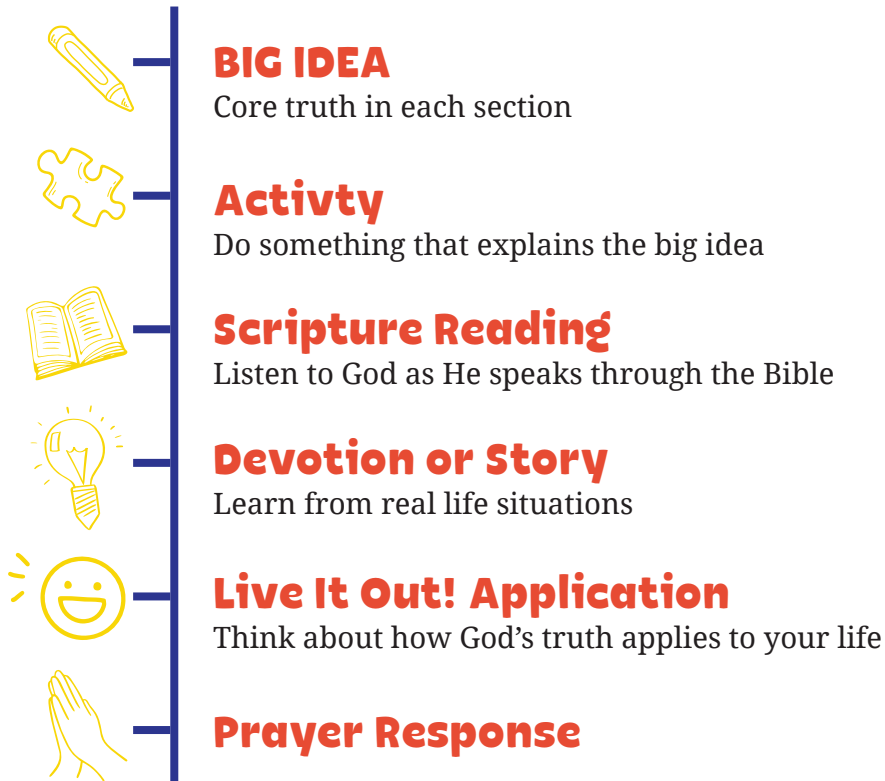 BIG IDEA
Core truth in each section
Activty
Do something that explains the big idea
Scripture Reading
Listen to God as He speaks through the Bible
Devotion or Story
Learn from real life situations
Live It Out! Application
Think about how God’s truth applies to your life
Prayer Response